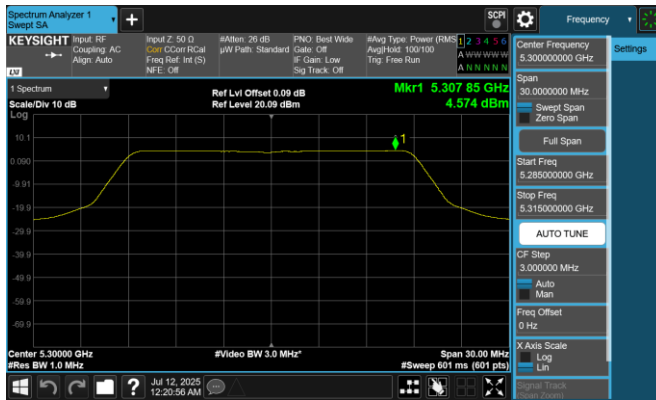 Spectrum Analyzer 1
Swept SA
SCPI
Frequency
KEYSIGHT
Input: RF
Coupling: AC
Align: Auto
Input Z: 50 Ω
Corr CCorr RCal
Freq Ref: Int (S)
NFE: Off
#Atten: 26 dB
µW Path: Standard
PNO: Best Wide
Gate: Off
IF Gain: Low
Sig Track: Off
#Avg Type: Power (RMS
Avg|Hold: 100/100
Trig: Free Run
1 2 3 4 5 6
A W W W W W
A N N N N N
LXI
1 Spectrum
Scale/Div 10 dB
Log
Ref Lvl Offset 0.09 dB
Ref Level 20.09 dBm
Mkr1 5.307 85 GHz
4.574 dBm
1
10.1
0.090
-9.91
-19.9
-29.9
-39.9
-49.9
-59.9
-69.9
Center 5.30000 GHz
#Res BW 1.0 MHz
#Video BW 3.0 MHz*
Span 30.00 MHz
#Sweep 601 ms (601 pts)
Jul 12, 2025
12:20:56 AM
Center Frequency
5.300000000 GHz
Settings
Span
30.0000000 MHz
Swept Span
Zero Span
Full Span
Start Freq
5.285000000 GHz
Stop Freq
5.315000000 GHz
AUTO TUNE
CF Step
3.000000 MHz
Auto
Man
Freq Offset
0 Hz
X Axis Scale
Log
Lin
Signal Track
(Span Zoom)